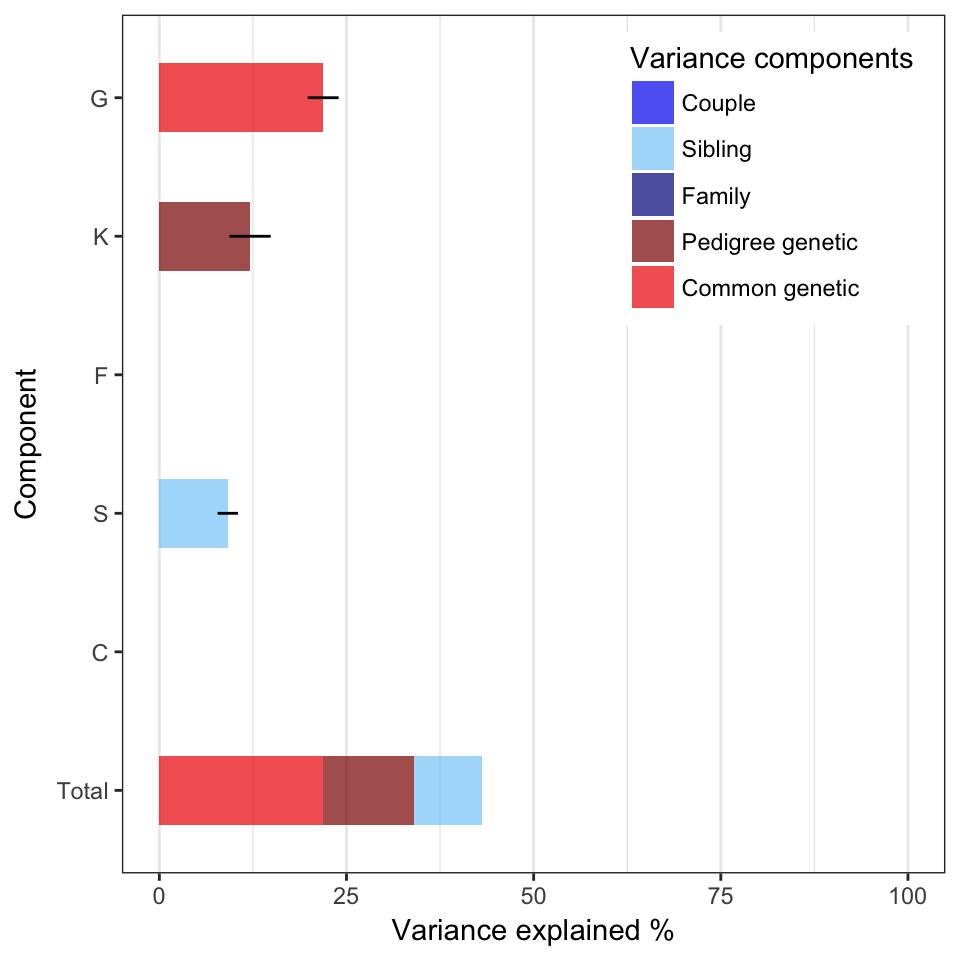 Variance components
Couple
Sibling
Family
Pedigree genetic
Common genetic
Component
G
K
F
S
C
Total
0 25 50 75 100
Variance explained %